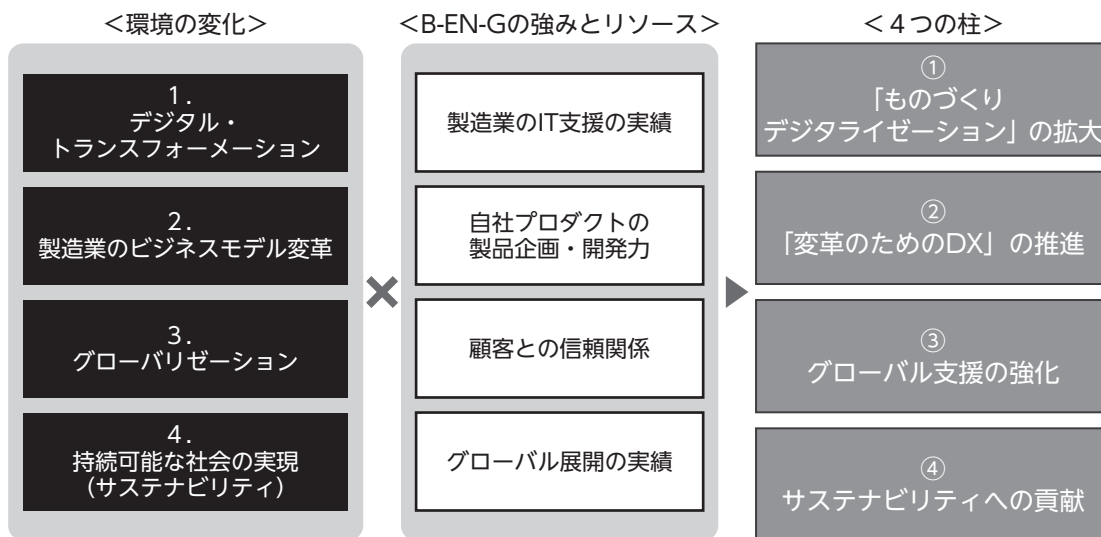 ＜環境の変化＞
1.
デジタル・
トランスフォーメーション
2.
製造業のビジネスモデル変革
3.
グローバリゼーション
4.
持続可能な社会の実現
（サステナビリティ）
×
＜B-EN-Gの強みとリソース＞
製造業のIT支援の実績
自社プロダクトの
製品企画・開発力
顧客との信頼関係
グローバル展開の実績
＜４つの柱＞
①
「ものづくり
デジタライゼーション」の拡大
②
「変革のためのDX」の推進
③
グローバル支援の強化
④
サステナビリティへの貢献